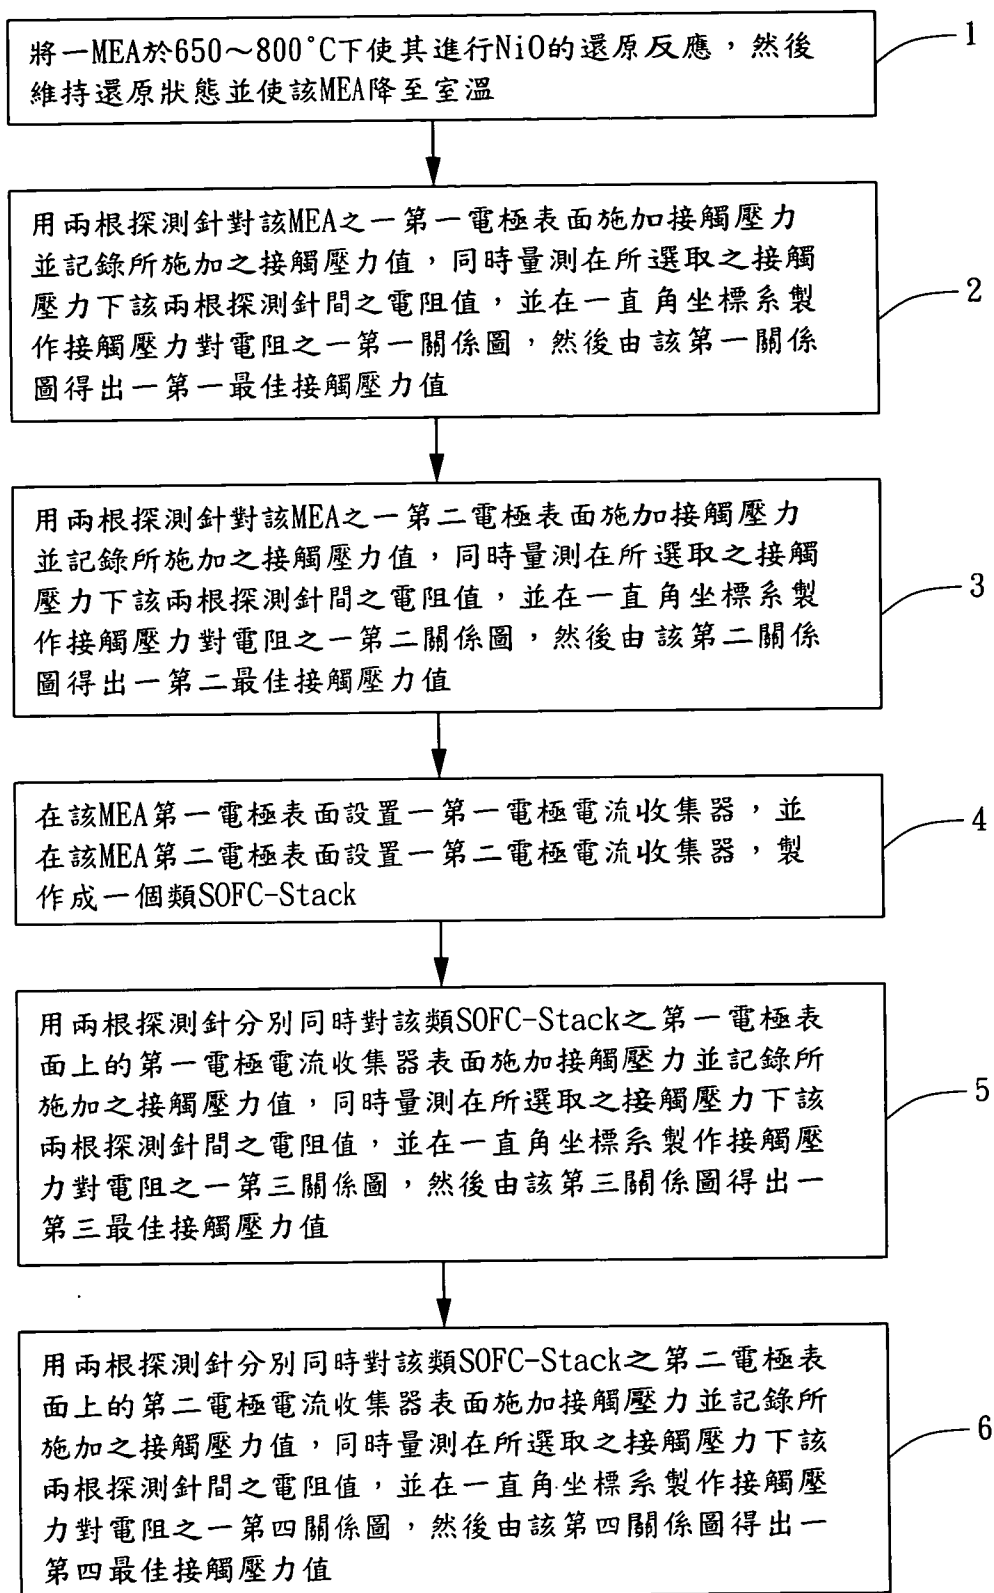 將一MEA於650～800°C下使其進行NiO的還原反應，然後
維持還原狀態並使該MEA降至室溫
1
用兩根探測針對該MEA之一第一電極表面施加接觸壓力
並記錄所施加之接觸壓力值，同時量測在所選取之接觸
壓力下該兩根探測針間之電阻值，並在一直角坐標系製
作接觸壓力對電阻之一第一關係圖，然後由該第一關係
圖得出一第一最佳接觸壓力值
2
用兩根探測針對該MEA之一第二電極表面施加接觸壓力
並記錄所施加之接觸壓力值，同時量測在所選取之接觸
壓力下該兩根探測針間之電阻值，並在一直角坐標系製
作接觸壓力對電阻之一第二關係圖，然後由該第二關係
圖得出一第二最佳接觸壓力值
3
在該MEA第一電極表面設置一第一電極電流收集器，並
在該MEA第二電極表面設置一第二電極電流收集器，製
作成一個類SOFC-Stack
4
用兩根探測針分別同時對該類SOFC-Stack之第一電極表
面上的第一電極電流收集器表面施加接觸壓力並記錄所
施加之接觸壓力值，同時量測在所選取之接觸壓力下該
兩根探測針間之電阻值，並在一直角坐標系製作接觸壓
力對電阻之一第三關係圖，然後由該第三關係圖得出一
第三最佳接觸壓力值
5
用兩根探測針分別同時對該類SOFC-Stack之第二電極表
面上的第二電極電流收集器表面施加接觸壓力並記錄所
施加之接觸壓力值，同時量測在所選取之接觸壓力下該
兩根探測針間之電阻值，並在一直角坐標系製作接觸壓
力對電阻之一第四關係圖，然後由該第四關係圖得出一
第四最佳接觸壓力值
6